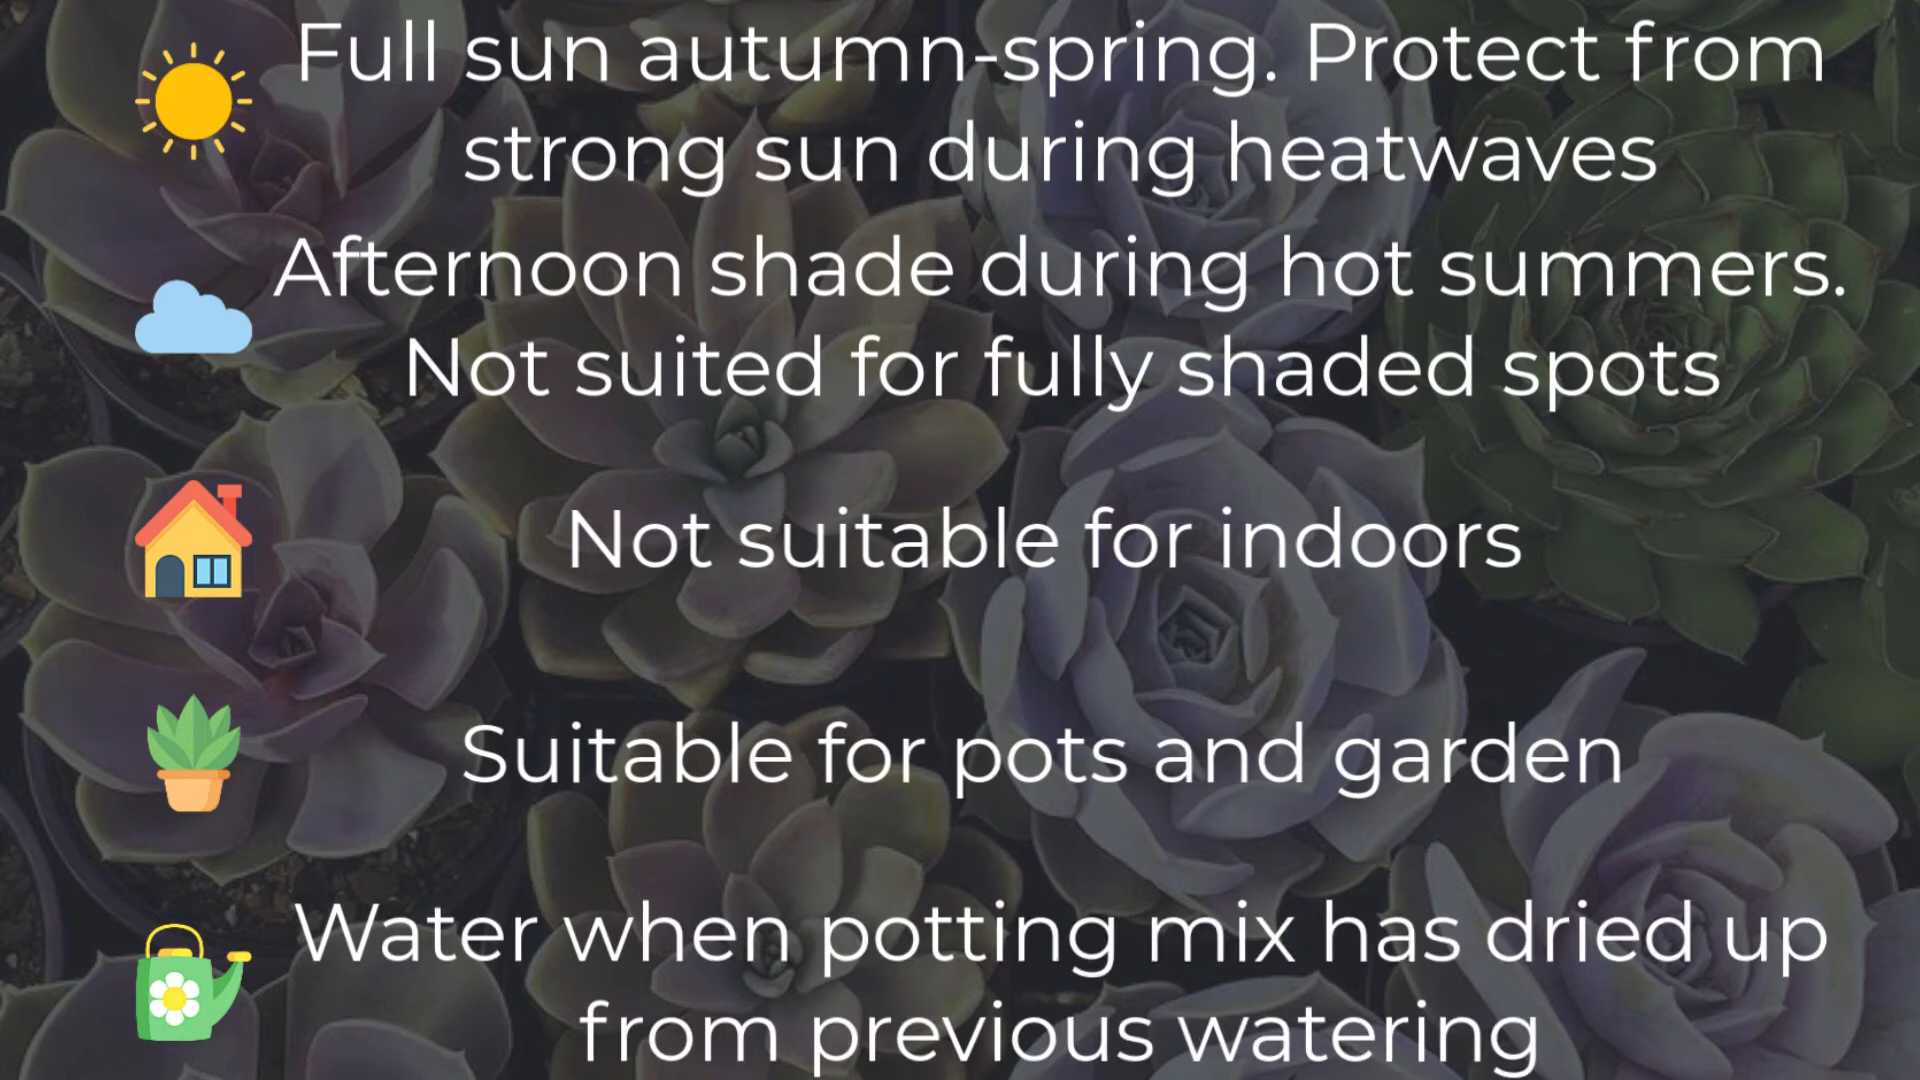 Full sun autumn-spring. Protect from
strong sun during heatwaves
Afternoon shade during hot summers.
Not suited for fully shaded spots
Not suitable for indoors
Suitable for pots and garden
Water when potting mix has dried up
from previous watering